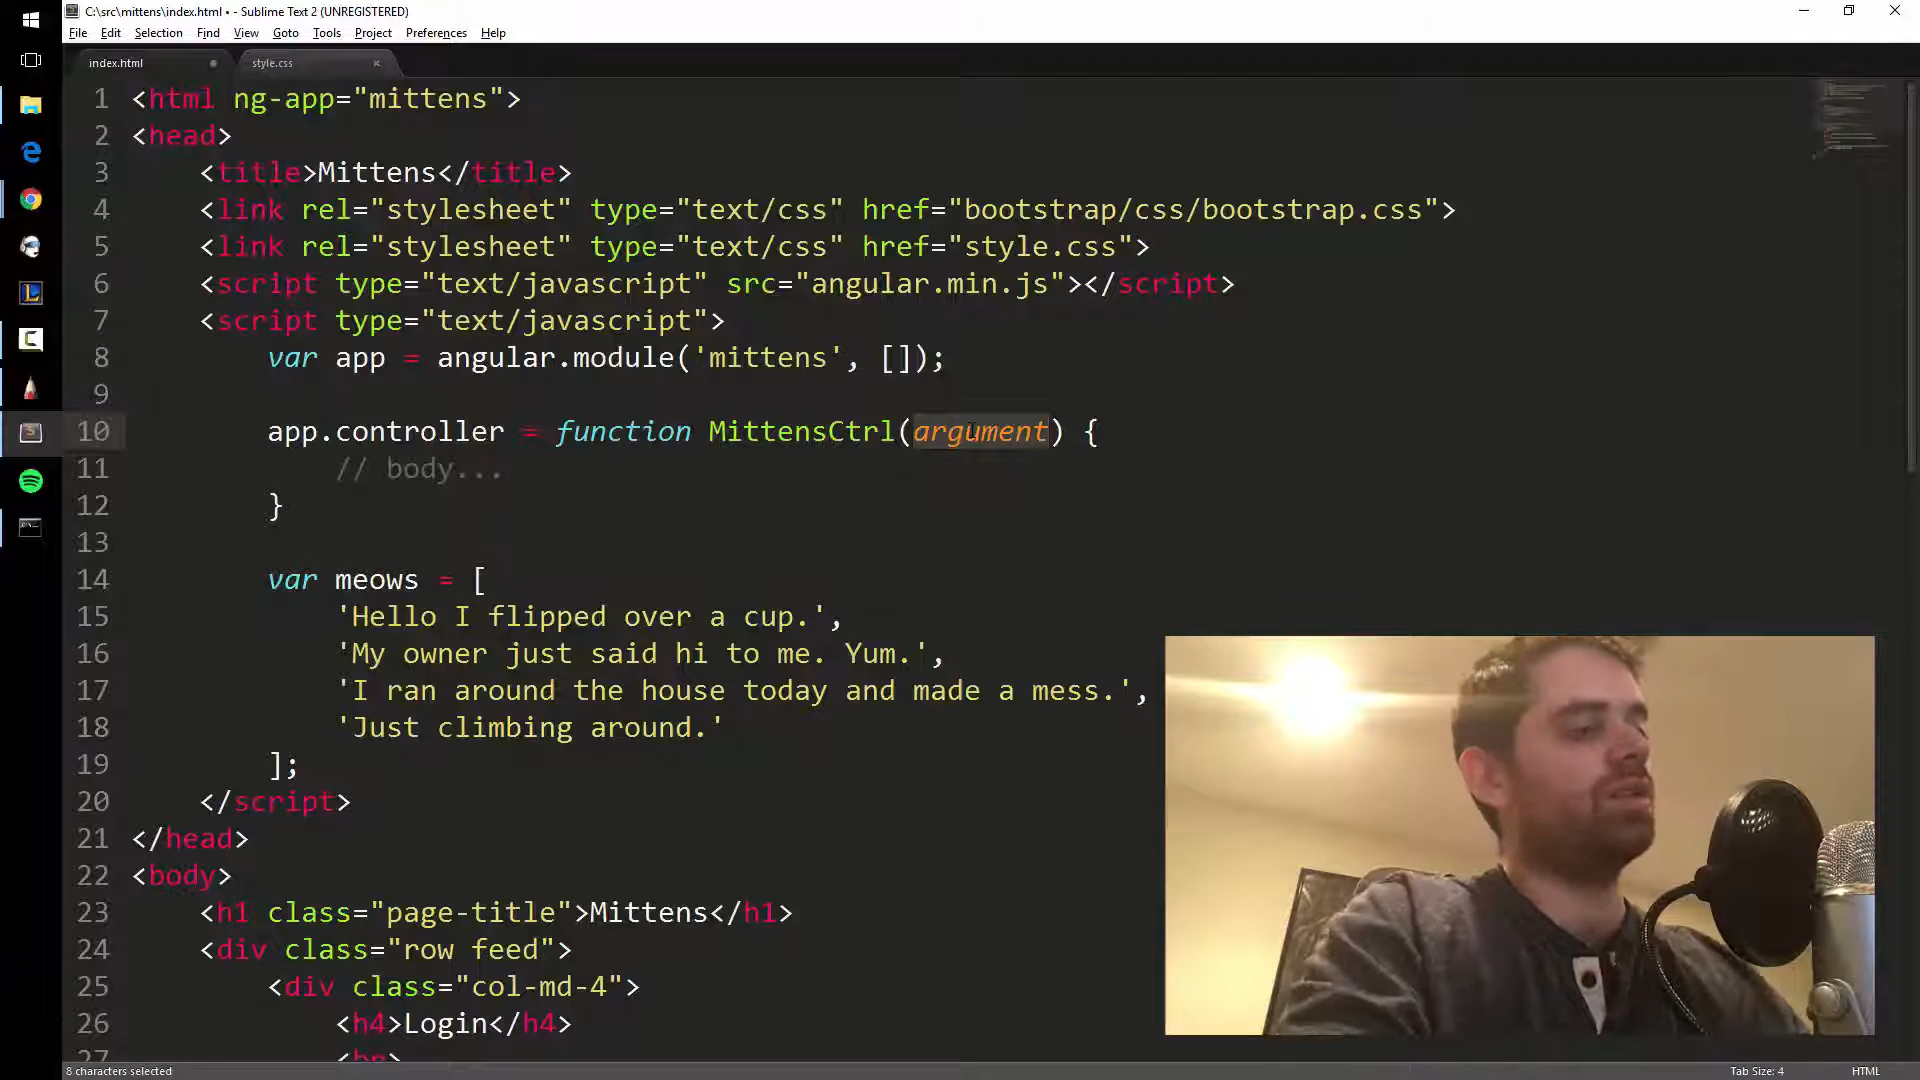 C:\src\mittens\index.html • - Sublime Text 2 (UNREGISTERED)
File Edit Selection Find View Goto Tools Project Preferences Help
index.html style.css
1 <html ng-app="mittens">
2 <head>
3 <title>Mittens</title>
4 <link rel="stylesheet" type="text/css" href="bootstrap/css/bootstrap.css">
5 <link rel="stylesheet" type="text/css" href="style.css">
6 <script type="text/javascript" src="angular.min.js"></script>
7 <script type="text/javascript">
8 var app = angular.module('mittens', []);
9
10 app.controller = function MittensCtrl(argument) {
11 // body...
12 }
13
14 var meows = [
15 'Hello I flipped over a cup.',
16 'My owner just said hi to me. Yum.',
17 'I ran around the house today and made a mess.',
18 'Just climbing around.'
19 ];
20 </script>
21 </head>
22 <body>
23 <h1 class="page-title">Mittens</h1>
24 <div class="row feed">
25 <div class="col-md-4">
26 <h4>Login</h4>
27
8 characters selected Tab Size: 4 HTML